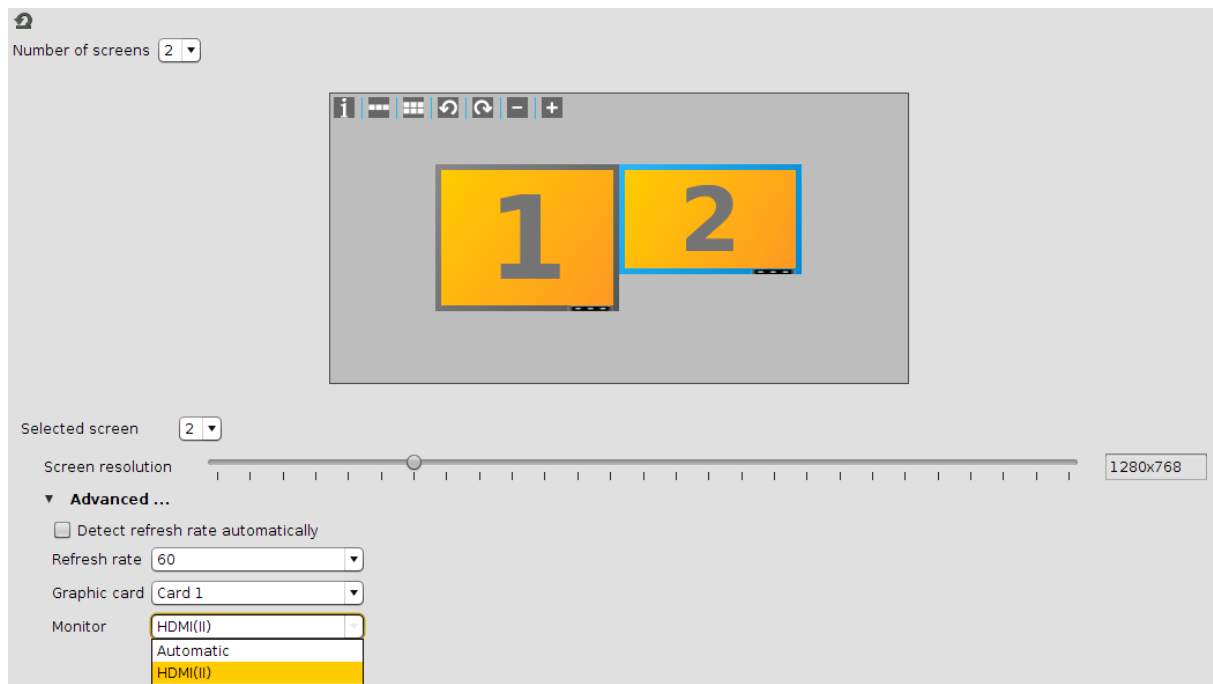 Number of screens 2
i
1 2
Selected screen 2
Screen resolution 1280x768
Advanced ...
Detect refresh rate automatically
Refresh rate 60
Graphic card Card 1
Monitor HDMI(II)
Automatic
HDMI(II)